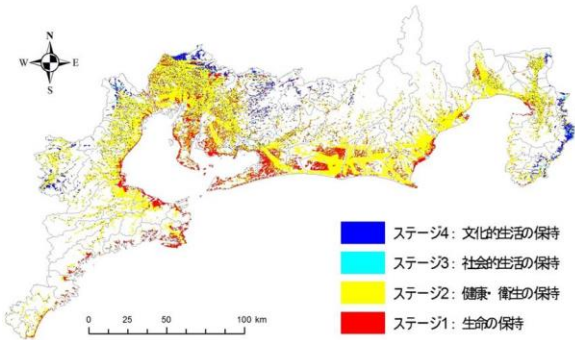 N
W E
S
ステージ4: 文化的生活の保持
ステージ3: 社会的生活の保持
ステージ2: 健康・衛生の保持
ステージ1: 生命の保持
0 25 50 100 km